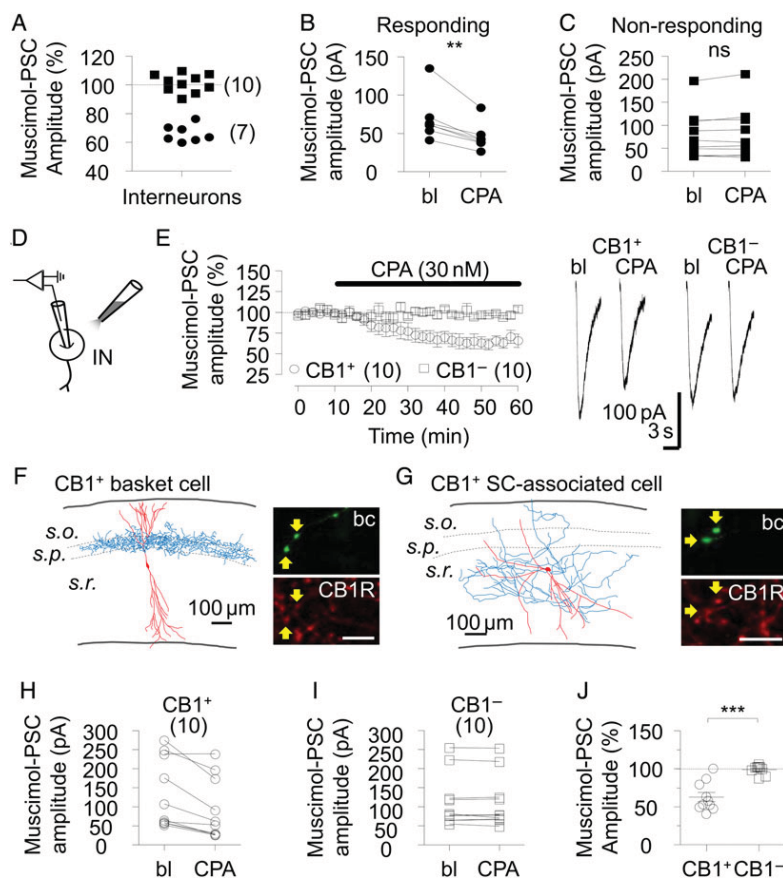 A
Muscimol-PSC
Amplitude (%)
120
100
80
60
40
(10)
(7)
Interneurons
B
Responding
**
Muscimol-PSC
amplitude (pA)
150
100
50
0
bl CPA
C
Non-responding
ns
Muscimol-PSC
amplitude (pA)
250
200
150
100
50
0
bl CPA
D
IN
E
CPA (30 nM)
Muscimol-PSC
amplitude (%)
150
125
100
75
50
25
CB1+ (10) CB1– (10)
0 10 20 30 40 50 60
Time (min)
CB1+ CB1–
bl CPA bl CPA
100 pA
3 s
F
CB1+ basket cell
s.o.
s.p.
s.r.
100 µm
bc
CB1R
G
CB1+ SC-associated cell
s.o.
s.p.
s.r.
100 µm
bc
CB1R
H
CB1+
(10)
Muscimol-PSC
amplitude (pA)
300
250
200
150
100
50
0
bl CPA
I
CB1–
(10)
Muscimol-PSC
amplitude (pA)
300
250
200
150
100
50
0
bl CPA
J
***
Muscimol-PSC
Amplitude (%)
150
100
50
0
CB1+ CB1–